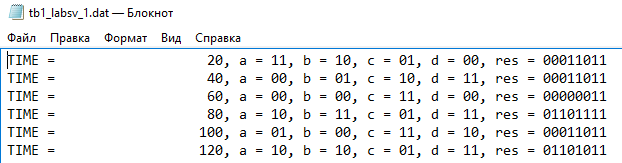 tb1_labsv_1.dat — Блокнот
Файл Правка Формат Вид Справка
TIME =                   20, a = 11, b = 10, c = 01, d = 00, res = 00011011
TIME =                   40, a = 00, b = 01, c = 10, d = 11, res = 00011011
TIME =                   60, a = 00, b = 00, c = 11, d = 00, res = 00000011
TIME =                   80, a = 10, b = 11, c = 01, d = 11, res = 01101111
TIME =                  100, a = 01, b = 00, c = 11, d = 10, res = 00011011
TIME =                  120, a = 10, b = 10, c = 01, d = 11, res = 01101011